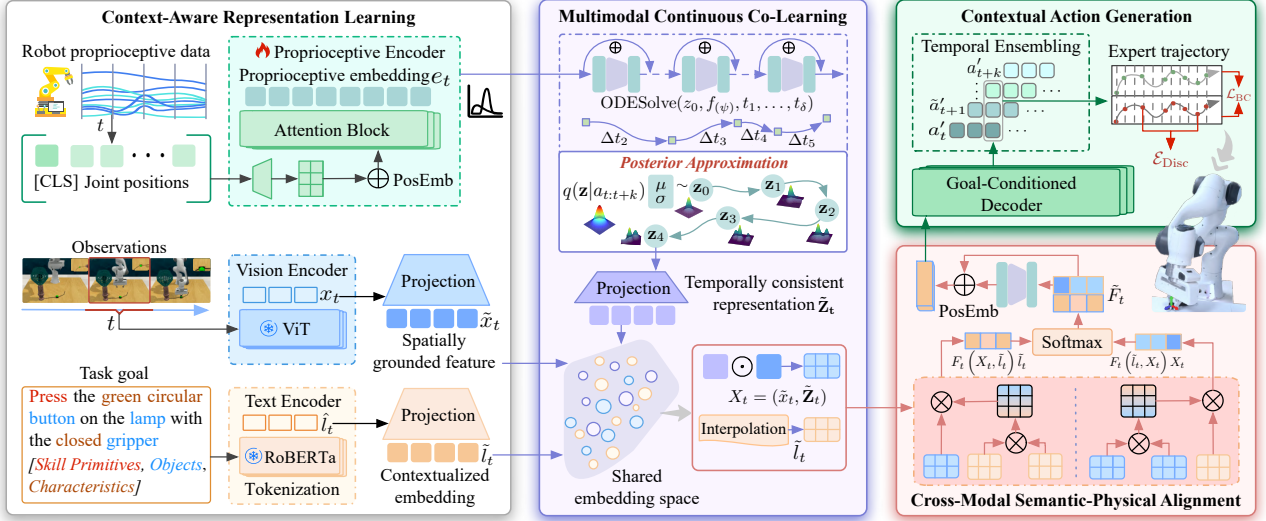 Context-Aware Representation Learning
Robot proprioceptive data
t
[CLS] Joint positions
Proprioceptive Encoder
Proprioceptive embedding e_t
Attention Block
PosEmb
Observations
t
Vision Encoder
x_t
ViT
Projection
x̃_t
Spatially
grounded feature
Task goal
Press the green circular
button on the lamp with
the closed gripper
[Skill Primitives, Objects,
Characteristics]
Text Encoder
l̂_t
RoBERTa
Tokenization
Projection
l̃_t
Contextualized
embedding
Multimodal Continuous Co-Learning
ODESolve(z_0, f_(ψ), t_1, . . . , t_δ)
Δt_2 Δt_3 Δt_4 Δt_5
Posterior Approximation
q(z|a_{t:t+k}) μ σ ~ z_0 z_1
z_2
z_3
z_4
Projection
Temporally consistent
representation Z̃_t
Shared
embedding space
X_t = (x̃_t, Z̃_t)
Interpolation
l̃_t
Contextual Action Generation
Temporal Ensembling
a′_{t+k}
ã′_{t+1}
a′_t
Expert trajectory
ℒ_BC
ℰ_Disc
Goal-Conditioned
Decoder
PosEmb
F̃_t
Softmax
F_t (X_t, l̃_t) l̃_t
F_t (l̃_t, X_t) X_t
Cross-Modal Semantic-Physical Alignment